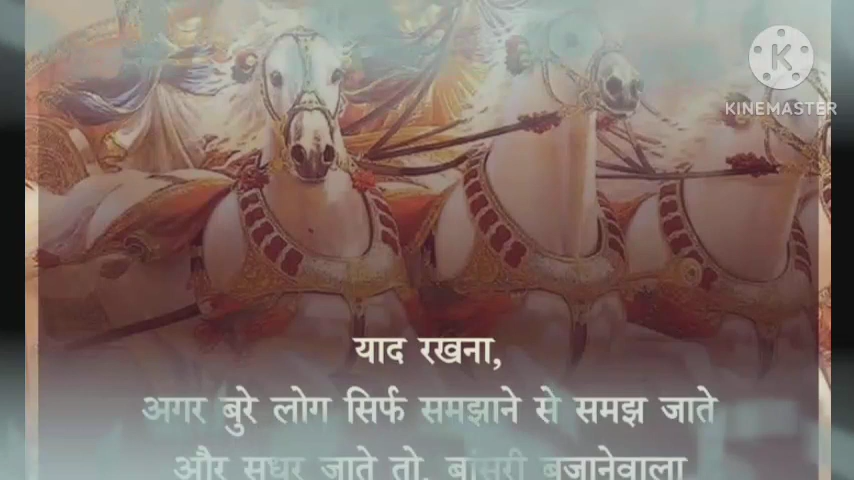 KINEMASTER
याद रखना,
अगर बुरे लोग सिर्फ समझाने से समझ जाते
और सुधर जाते तो, बांसुरी बजानेवाला